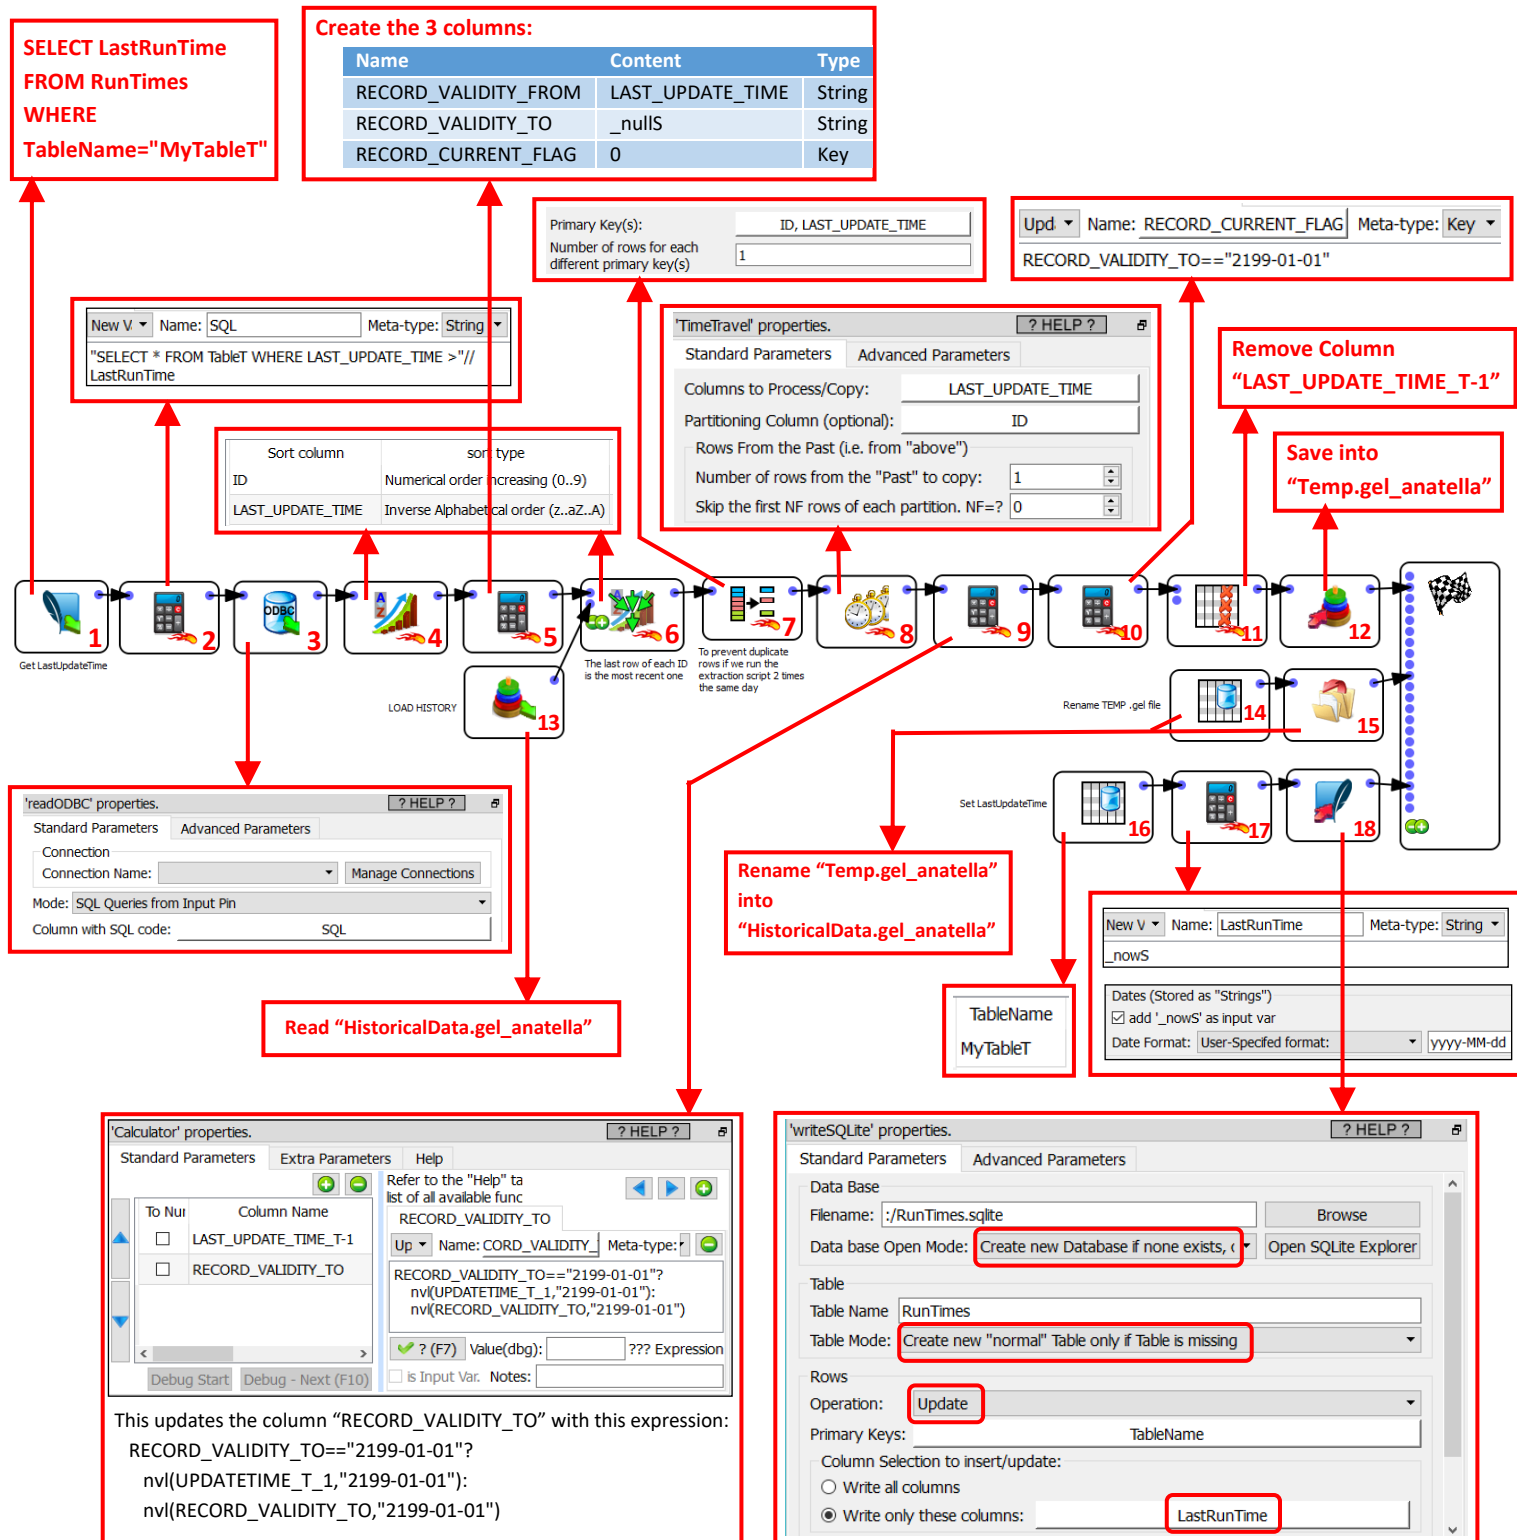 SELECT LastRunTime
FROM RunTimes
WHERE
TableName="MyTableT"
Create the 3 columns:
Name Content Type
RECORD_VALIDITY_FROM LAST_UPDATE_TIME String
RECORD_VALIDITY_TO _nullS String
RECORD_CURRENT_FLAG 0 Key
Primary Key(s): ID, LAST_UPDATE_TIME
Number of rows for each
different primary key(s) 1
Upd Name: RECORD_CURRENT_FLAG Meta-type: Key
RECORD_VALIDITY_TO=="2199-01-01"
New V Name: SQL Meta-type: String
"SELECT * FROM TableT WHERE LAST_UPDATE_TIME >"//
LastRunTime
'TimeTravel' properties. ? HELP ?
Standard Parameters Advanced Parameters
Columns to Process/Copy: LAST_UPDATE_TIME
Partitioning Column (optional): ID
Rows From the Past (i.e. from "above")
Number of rows from the "Past" to copy: 1
Skip the first NF rows of each partition. NF=? 0
Remove Column
“LAST_UPDATE_TIME_T-1”
Save into
“Temp.gel_anatella”
Sort column sort type
ID Numerical order increasing (0..9)
LAST_UPDATE_TIME Inverse Alphabetical order (z..aZ..A)
1 2 3 4 5 6 7 8 9 10 11 12
ODBC
A
Z
Get LastUpdateTime
The last row of each ID
is the most recent one
To prevent duplicate
rows if we run the
extraction script 2 times
the same day
LOAD HISTORY
13
Rename TEMP .gel file
14 15
Set LastUpdateTime
16 17 18
'readODBC' properties. ? HELP ?
Standard Parameters Advanced Parameters
Connection
Connection Name: Manage Connections
Mode: SQL Queries from Input Pin
Column with SQL code: SQL
Read “HistoricalData.gel_anatella”
Rename “Temp.gel_anatella”
into
“HistoricalData.gel_anatella”
TableName
MyTableT
New V Name: LastRunTime Meta-type: String
_nowS
Dates (Stored as "Strings")
add '_nowS' as input var
Date Format: User-Specifed format: yyyy-MM-dd
'Calculator' properties. ? HELP ?
Standard Parameters Extra Parameters Help
To Nur Column Name
LAST_UPDATE_TIME_T-1
RECORD_VALIDITY_TO
Debug Start Debug - Next (F10)
Refer to the "Help" ta
list of all available func
RECORD_VALIDITY_TO
Up Name: CORD_VALIDITY_ Meta-type:
RECORD_VALIDITY_TO=="2199-01-01"?
nvl(UPDATETIME_T_1,"2199-01-01"):
nvl(RECORD_VALIDITY_TO,"2199-01-01")
? (F7) Value(dbg): ??? Expression
is Input Var. Notes:
This updates the column “RECORD_VALIDITY_TO” with this expression:
RECORD_VALIDITY_TO=="2199-01-01"?
nvl(UPDATETIME_T_1,"2199-01-01"):
nvl(RECORD_VALIDITY_TO,"2199-01-01")
'writeSQLite' properties. ? HELP ?
Standard Parameters Advanced Parameters
Data Base
Filename: :/RunTimes.sqlite Browse
Data base Open Mode: Create new Database if none exists, Open SQLite Explorer
Table
Table Name RunTimes
Table Mode: Create new "normal" Table only if Table is missing
Rows
Operation: Update
Primary Keys: TableName
Column Selection to insert/update:
Write all columns
Write only these columns: LastRunTime